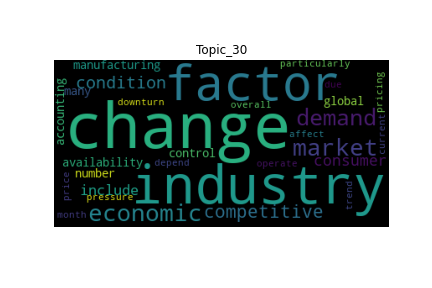 Topic_30
manufacturing particularly
condition factor due
many pricing
accounting downturn overall global
change demand
affect current
control market
availability consumer
number depend operate
include industry
price pressure trend
month economic competitive